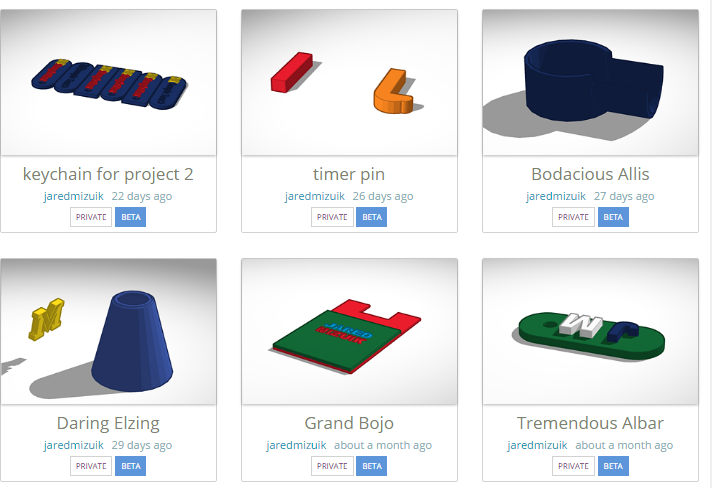 keychain for project 2
jaredmizuik 22 days ago
PRIVATE BETA
timer pin
jaredmizuik 26 days ago
PRIVATE BETA
Bodacious Allis
jaredmizuik 27 days ago
PRIVATE BETA
M
Daring Elzing
jaredmizuik 29 days ago
PRIVATE BETA
JARED
MIZUIK
Grand Bojo
jaredmizuik about a month ago
PRIVATE BETA
Tremendous Albar
jaredmizuik about a month ago
PRIVATE BETA